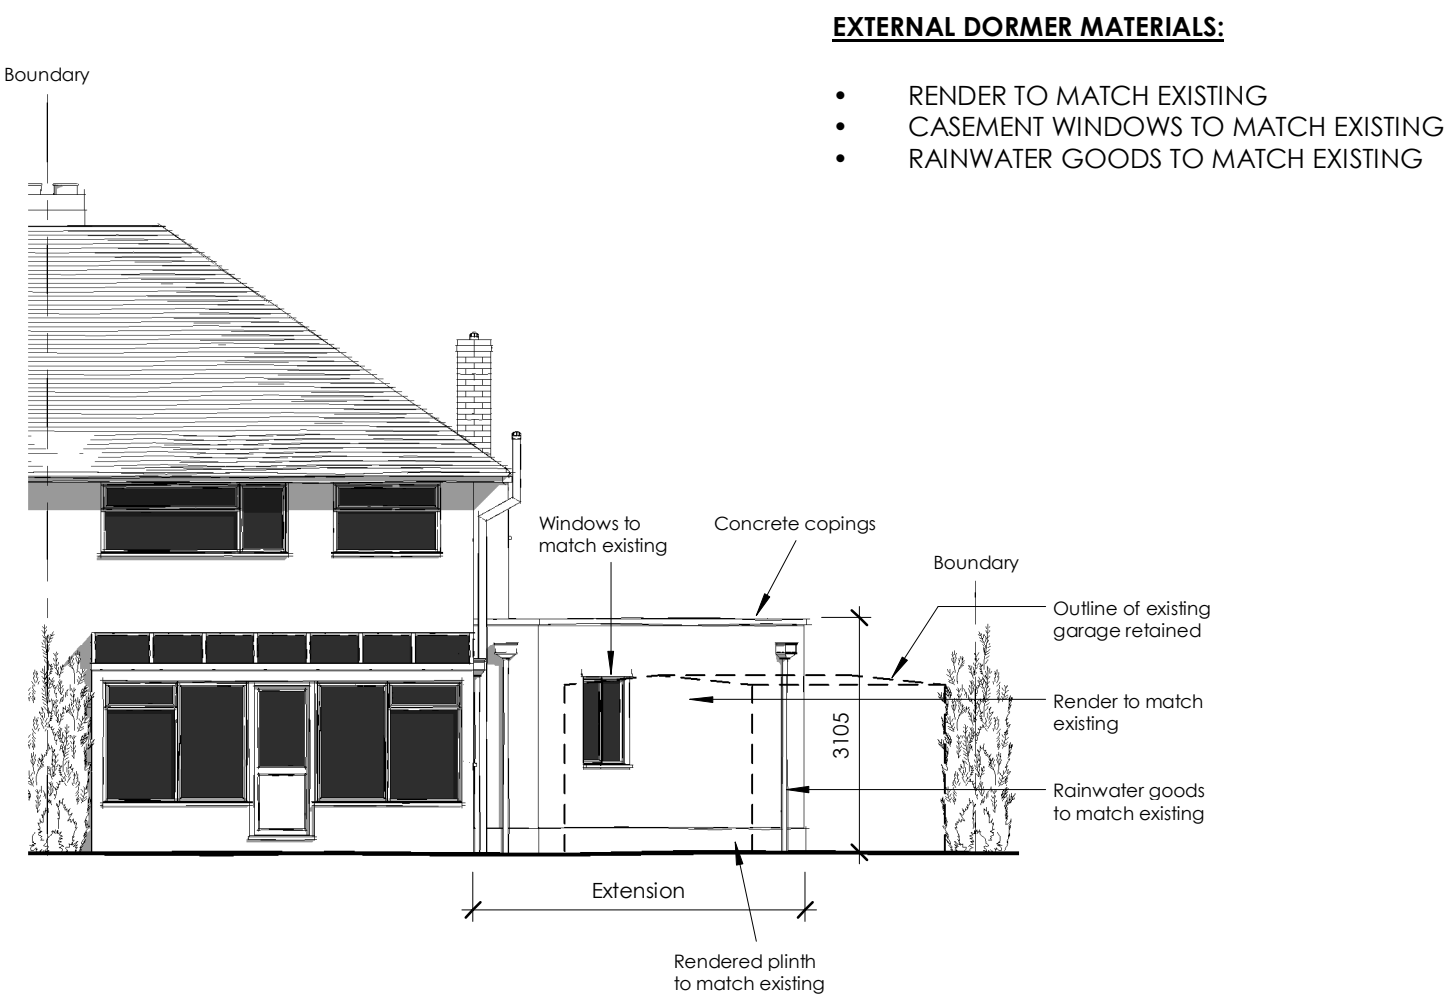 EXTERNAL DORMER MATERIALS:
• RENDER TO MATCH EXISTING
• CASEMENT WINDOWS TO MATCH EXISTING
• RAINWATER GOODS TO MATCH EXISTING
Boundary
Windows to
match existing
Concrete copings
Boundary
Outline of existing
garage retained
Render to match
existing
3105
Rainwater goods
to match existing
Extension
Rendered plinth
to match existing